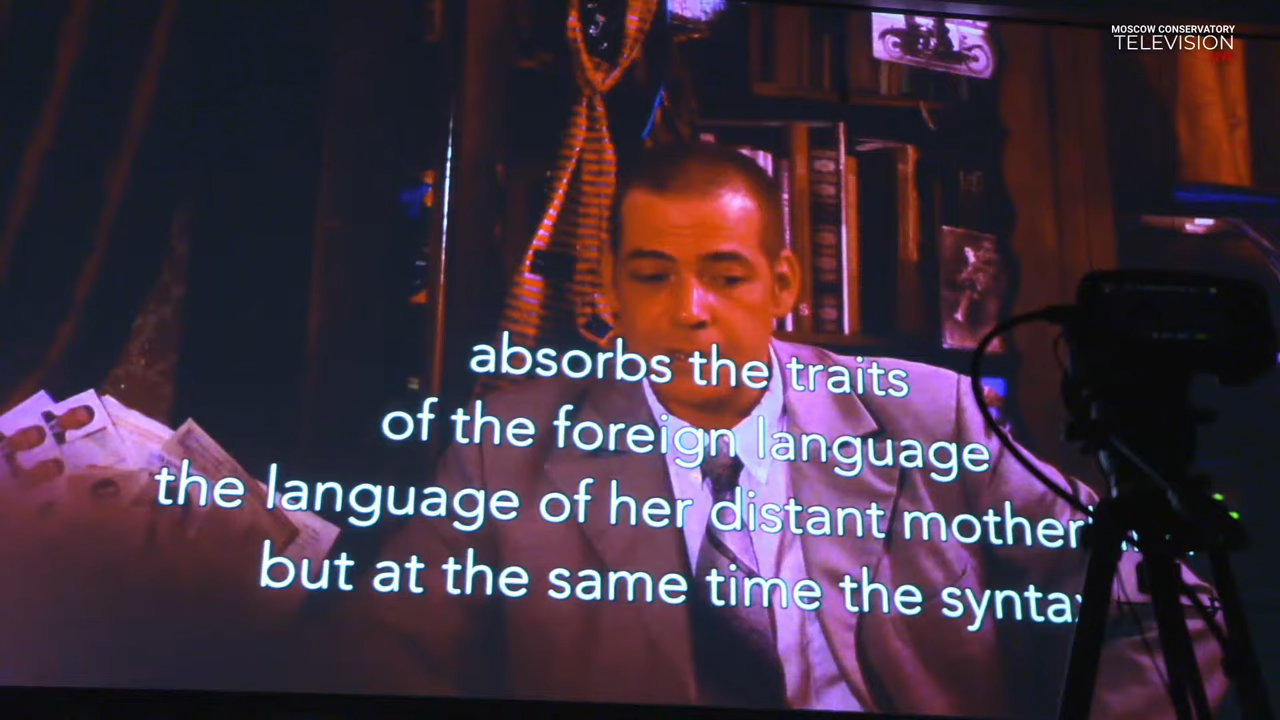 MOSCOW CONSERVATORY
TELEVISION
absorbs the traits
of the foreign language
the language of her distant mother
but at the same time the syntax